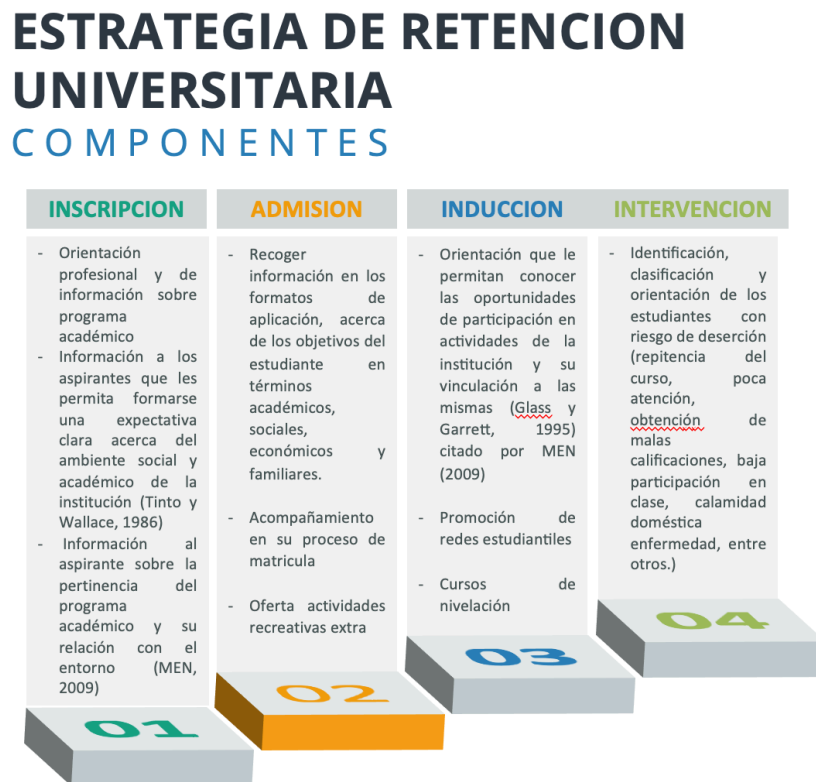 ESTRATEGIA DE RETENCION
UNIVERSITARIA
COMPONENTES
INSCRIPCION
- Orientación
profesional y de
información sobre
programa
académico
- Información a los
aspirantes que les
permita formarse
una expectativa
clara acerca del
ambiente social y
académico de la
institución (Tinto y
Wallace, 1986)
- Información al
aspirante sobre la
pertinencia del
programa
académico y su
relación con el
entorno (MEN,
2009)
01
ADMISION
- Recoger
información en los
formatos de
aplicación, acerca
de los objetivos del
estudiante en
términos
académicos,
sociales,
económicos y
familiares.
- Acompañamiento
en su proceso de
matricula
- Oferta actividades
recreativas extra
02
INDUCCION
- Orientación que le
permitan conocer
las oportunidades
de participación en
actividades de la
institución y su
vinculación a las
mismas (Glass y
Garrett, 1995)
citado por MEN
(2009)
- Promoción de
redes estudiantiles
- Cursos de
nivelación
03
INTERVENCION
- Identificación,
clasificación y
orientación de los
estudiantes con
riesgo de deserción
(repitencia del
curso, poca
atención,
obtención de
malas
calificaciones, baja
participación en
clase, calamidad
doméstica
enfermedad, entre
otros.)
04